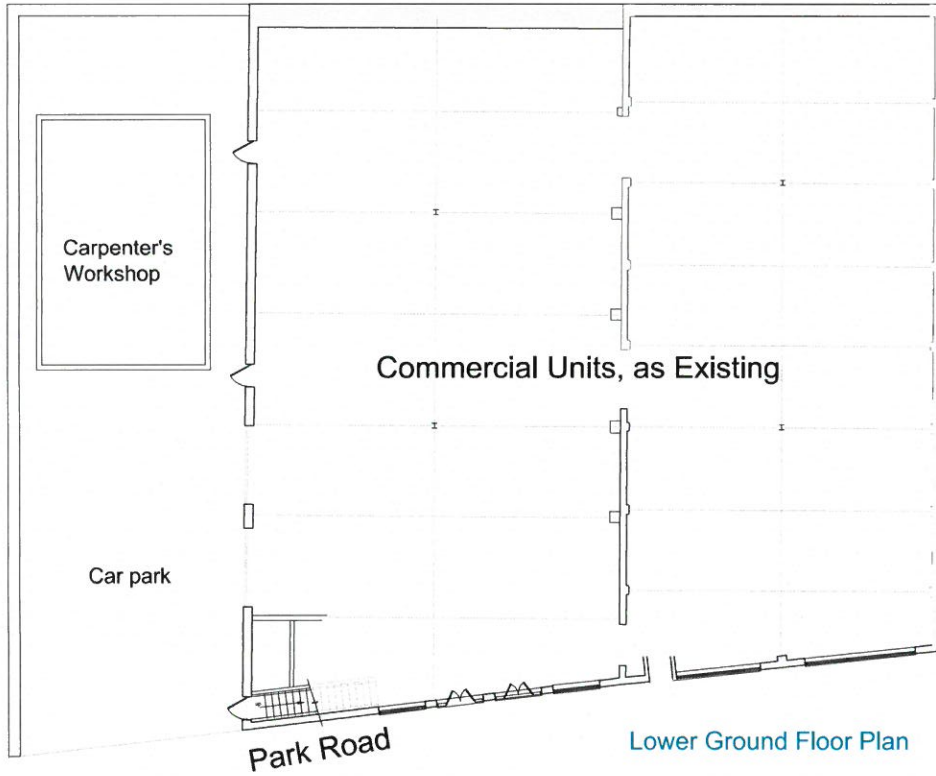 Carpenter's
Workshop
Commercial Units, as Existing
Car park
Park Road
Lower Ground Floor Plan